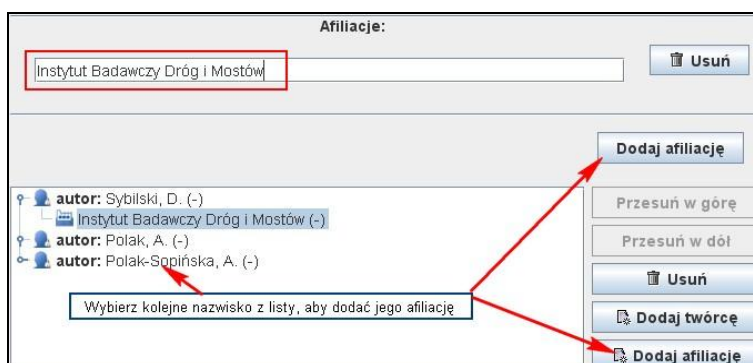 Afiliacje:
Instytut Badawczy Dróg i Mostów
Usuń
Dodaj afiliację
autor: Sybilski, D. (-)
Instytut Badawczy Dróg i Mostów (-)
autor: Polak, A. (-)
autor: Polak-Sopińska, A. (-)
Wybierz kolejne nazwisko z listy, aby dodać jego afiliację
Przesuń w górę
Przesuń w dół
Usuń
Dodaj twórcę
Dodaj afiliację